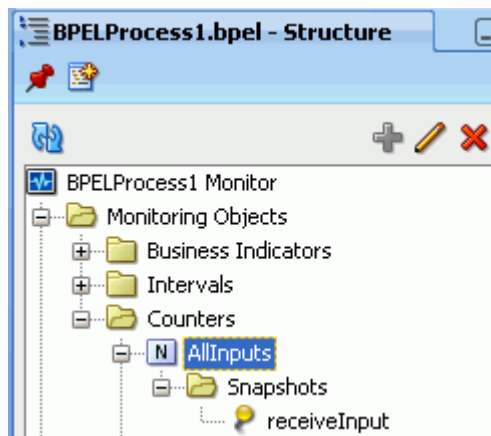 BPELProcess1.bpel - Structure
BPELProcess1 Monitor
Monitoring Objects
Business Indicators
Intervals
Counters
N AllInputs
Snapshots
receiveInput